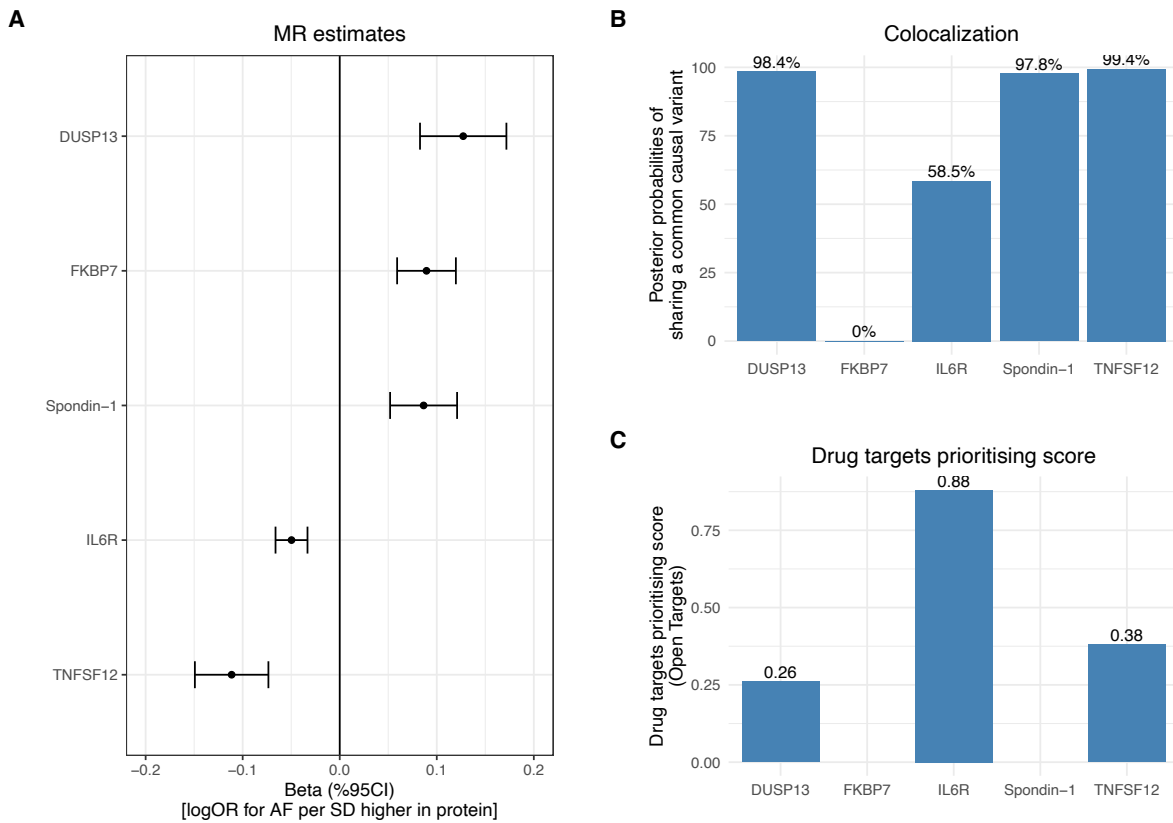 A
MR estimates
DUSP13
FKBP7
Spondin−1
IL6R
TNFSF12
−0.2
−0.1
0.0
0.1
0.2
Beta (%95CI)
[logOR for AF per SD higher in protein]
B
Colocalization
Posterior probabilities of
sharing a common causal variant
100
75
50
25
0
98.4%
0%
58.5%
97.8%
99.4%
DUSP13
FKBP7
IL6R
Spondin−1
TNFSF12
C
Drug targets prioritising score
Drug targets prioritising score
(Open Targets)
0.75
0.50
0.25
0.00
0.26
0.88
0.38
DUSP13
FKBP7
IL6R
Spondin−1
TNFSF12